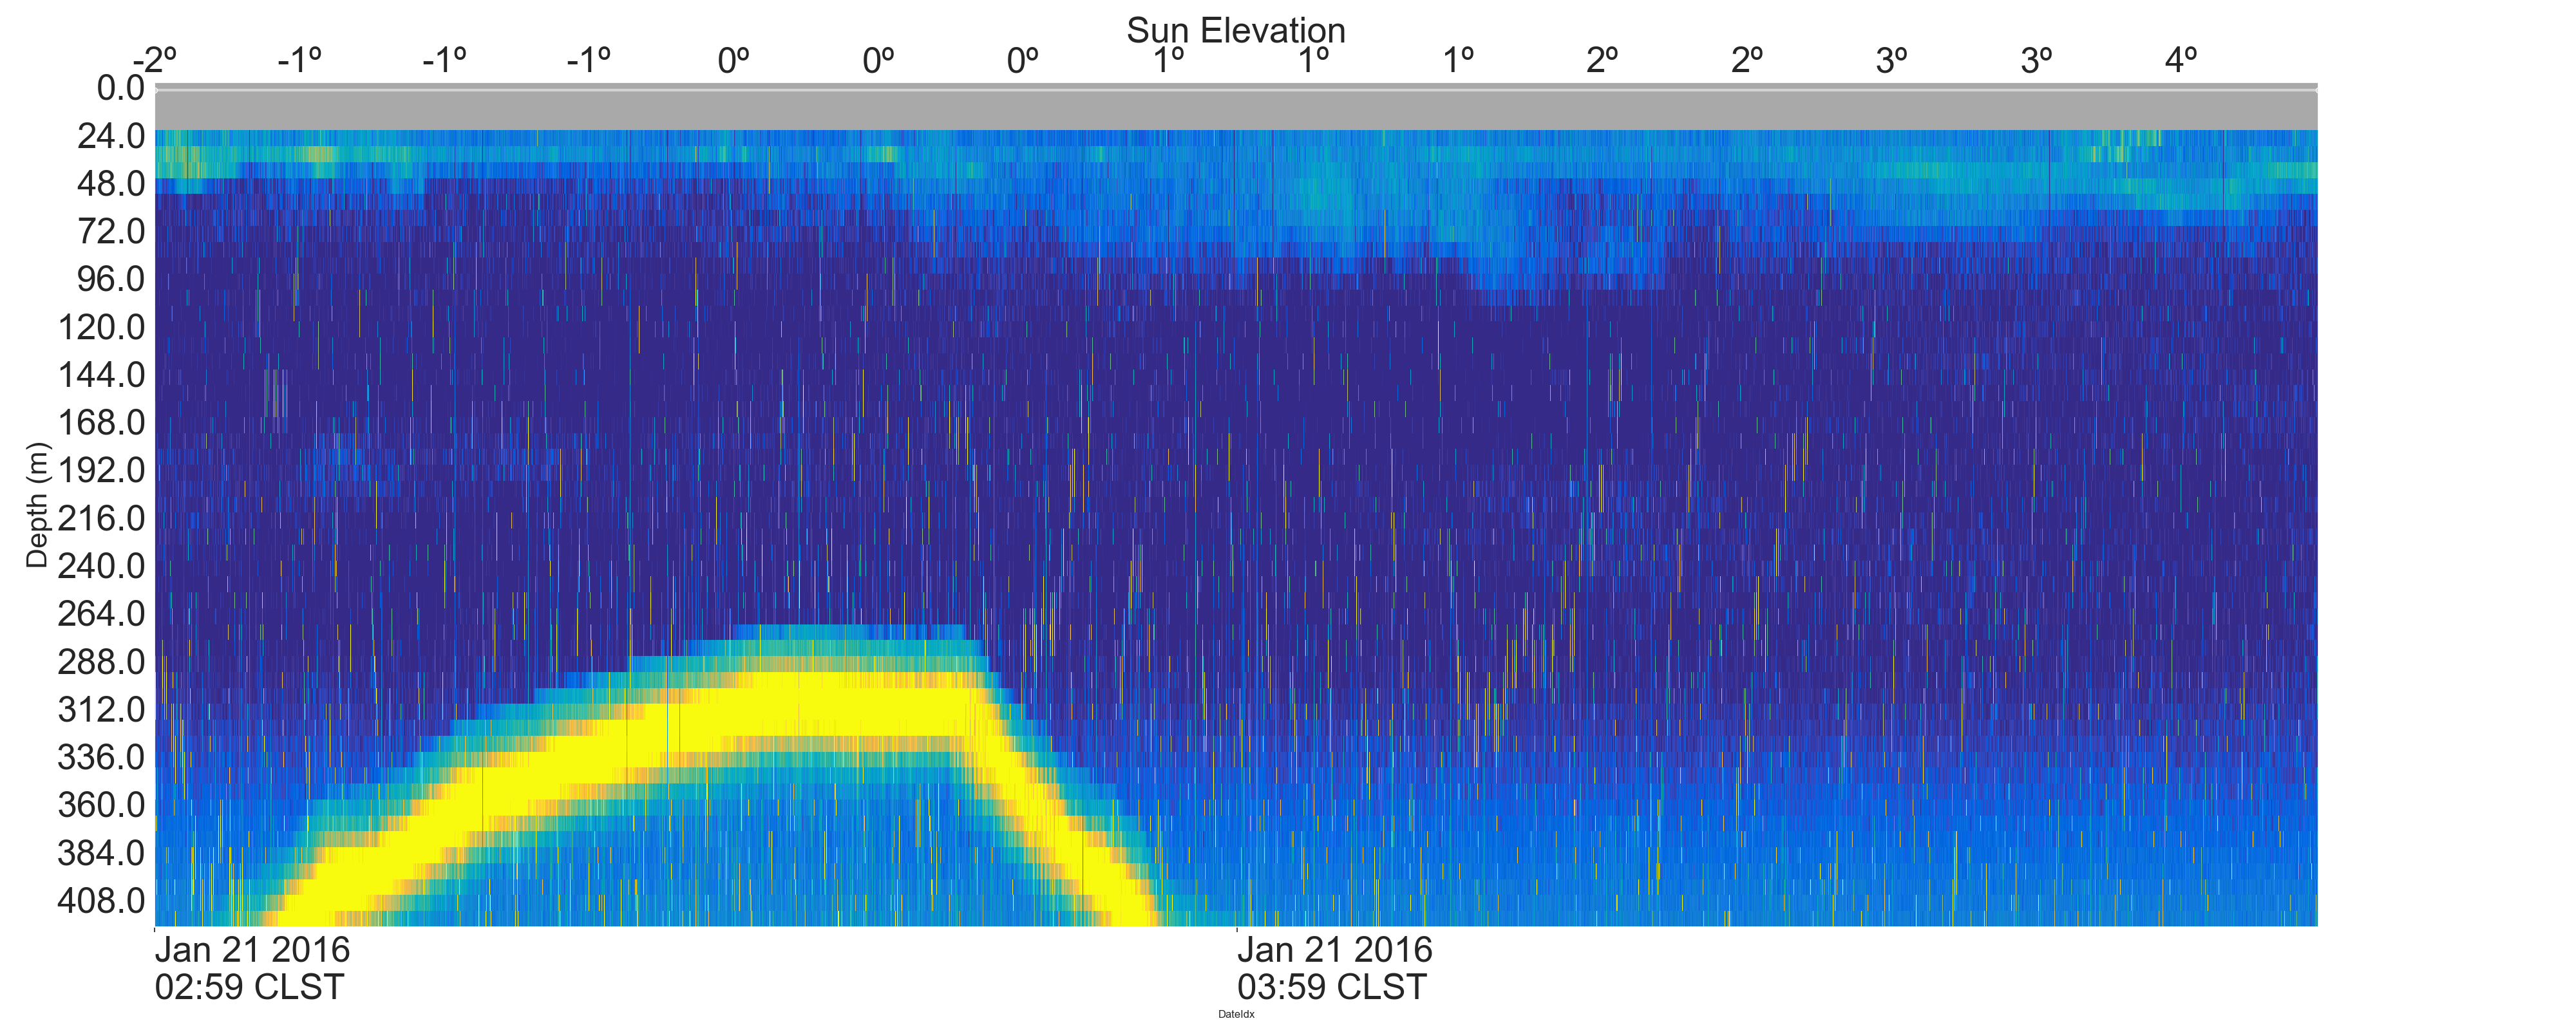 Sun Elevation
-2º -1º -1º -1º 0º 0º 0º 1º 1º 1º 2º 2º 3º 3º 4º
0.0
24.0
48.0
72.0
96.0
120.0
144.0
168.0
192.0
216.0
240.0
264.0
288.0
312.0
336.0
360.0
384.0
408.0
Depth (m)
Jan 21 2016
02:59 CLST
Jan 21 2016
03:59 CLST
DateIdx